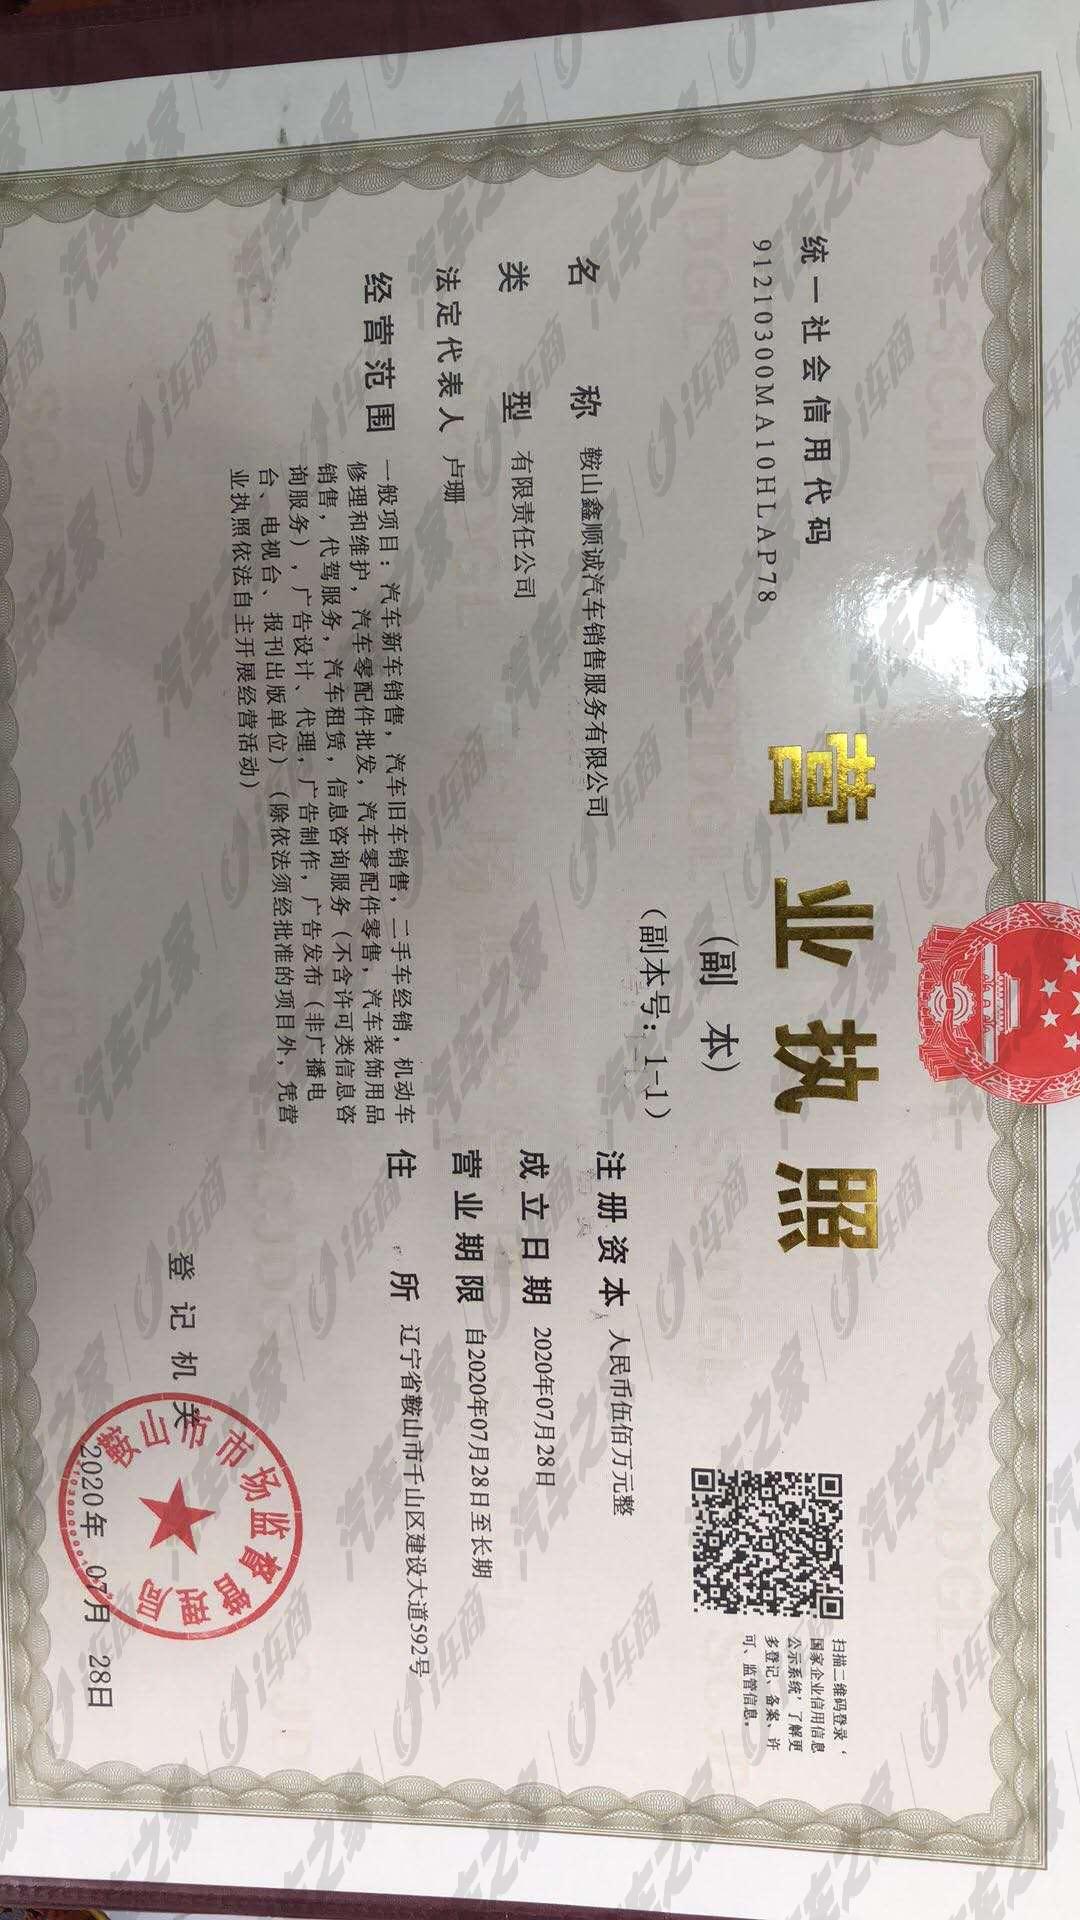 营业执照
(副 本)
(副本号：1-1)
统一社会信用代码
91210300MA10HLAP78
扫描二维码登录‘
国家企业信用信息
公示系统’了解更
多登记、备案、许
可、监管信息。
名 称 鞍山鑫顺诚汽车销售服务有限公司
类 型 有限责任公司
法定代表人 卢珊
经营范围 一般项目：汽车新车销售，汽车旧车销售，二手车经销，机动车
修理和维护，汽车零配件批发，汽车零配件零售，汽车装饰用品
销售，代驾服务，汽车租赁，信息咨询服务（不含许可类信息咨
询服务），广告设计、代理，广告制作，广告发布（非广播电
台、电视台、报刊出版单位）（除依法须经批准的项目外，凭营
业执照依法自主开展经营活动）
注册资本 人民币伍佰万元整
成立日期 2020年07月28日
营业期限 自2020年07月28日至长期
住 所 辽宁省鞍山市千山区建设大道592号
登记机关
鞍山市市场监督管理局
2020年 07月 28日
汽车之家
i车商